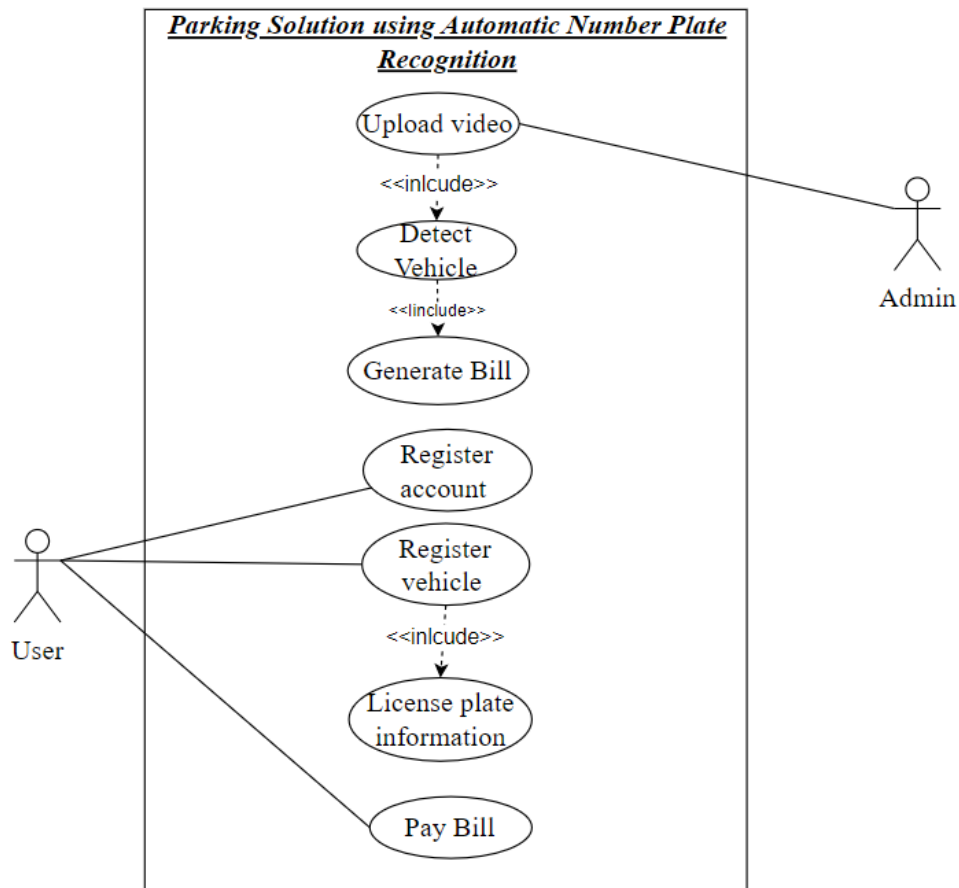 Parking Solution using Automatic Number Plate
Recognition
Upload video
<<inlcude>>
Detect
Vehicle
<<linclude>>
Generate Bill
Admin
Register
account
Register
vehicle
<<inlcude>>
User
License plate
information
Pay Bill